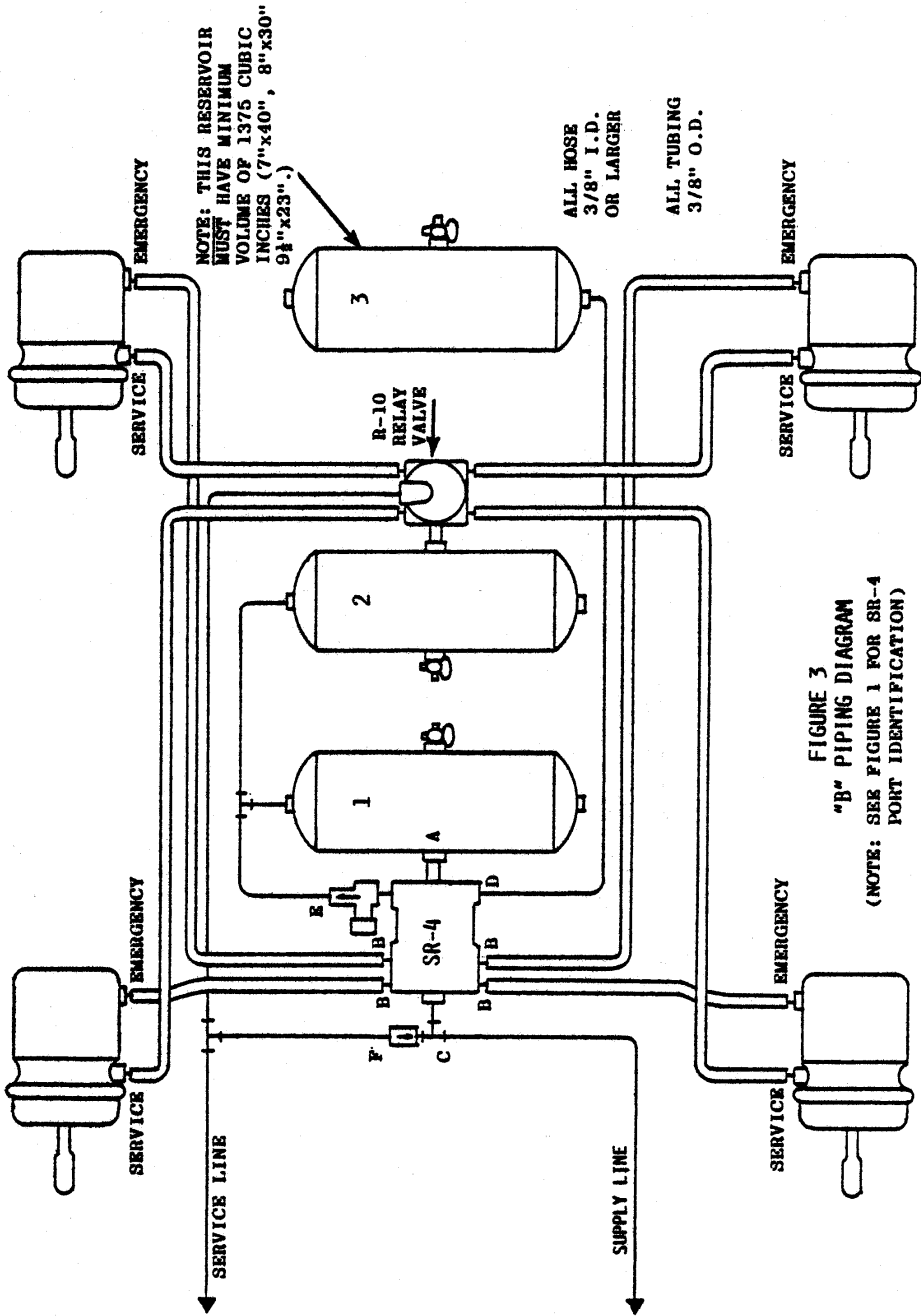 EMERGENCY
SERVICE
EMERGENCY
SERVICE
NOTE: THIS RESERVOIR
MUST HAVE MINIMUM
VOLUME OF 1375 CUBIC
INCHES (7"x40", 8"x30"
9½"x23".)
SERVICE LINE
R-10
RELAY
VALVE
E
F
B
B
SR-4
A
1
2
3
C
B
B
D
ALL HOSE
3/8" I.D.
OR LARGER
ALL TUBING
3/8" O.D.
SUPPLY LINE
SERVICE
EMERGENCY
SERVICE
EMERGENCY
FIGURE 3
"B" PIPING DIAGRAM
(NOTE: SEE FIGURE 1 FOR SR-4
PORT IDENTIFICATION)